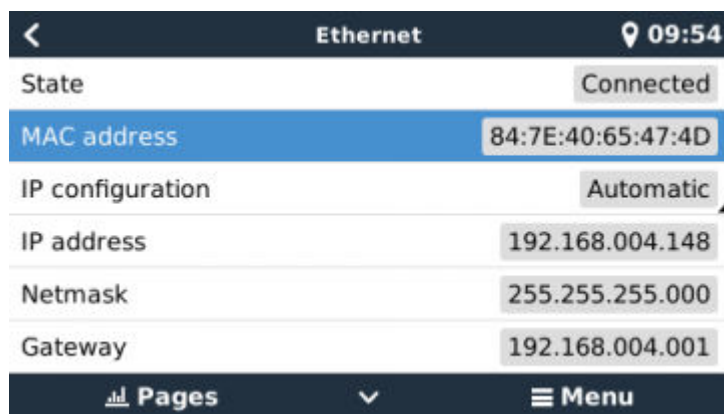 Ethernet 09:54
State Connected
MAC address 84:7E:40:65:47:4D
IP configuration Automatic
IP address 192.168.004.148
Netmask 255.255.255.000
Gateway 192.168.004.001
Pages Menu